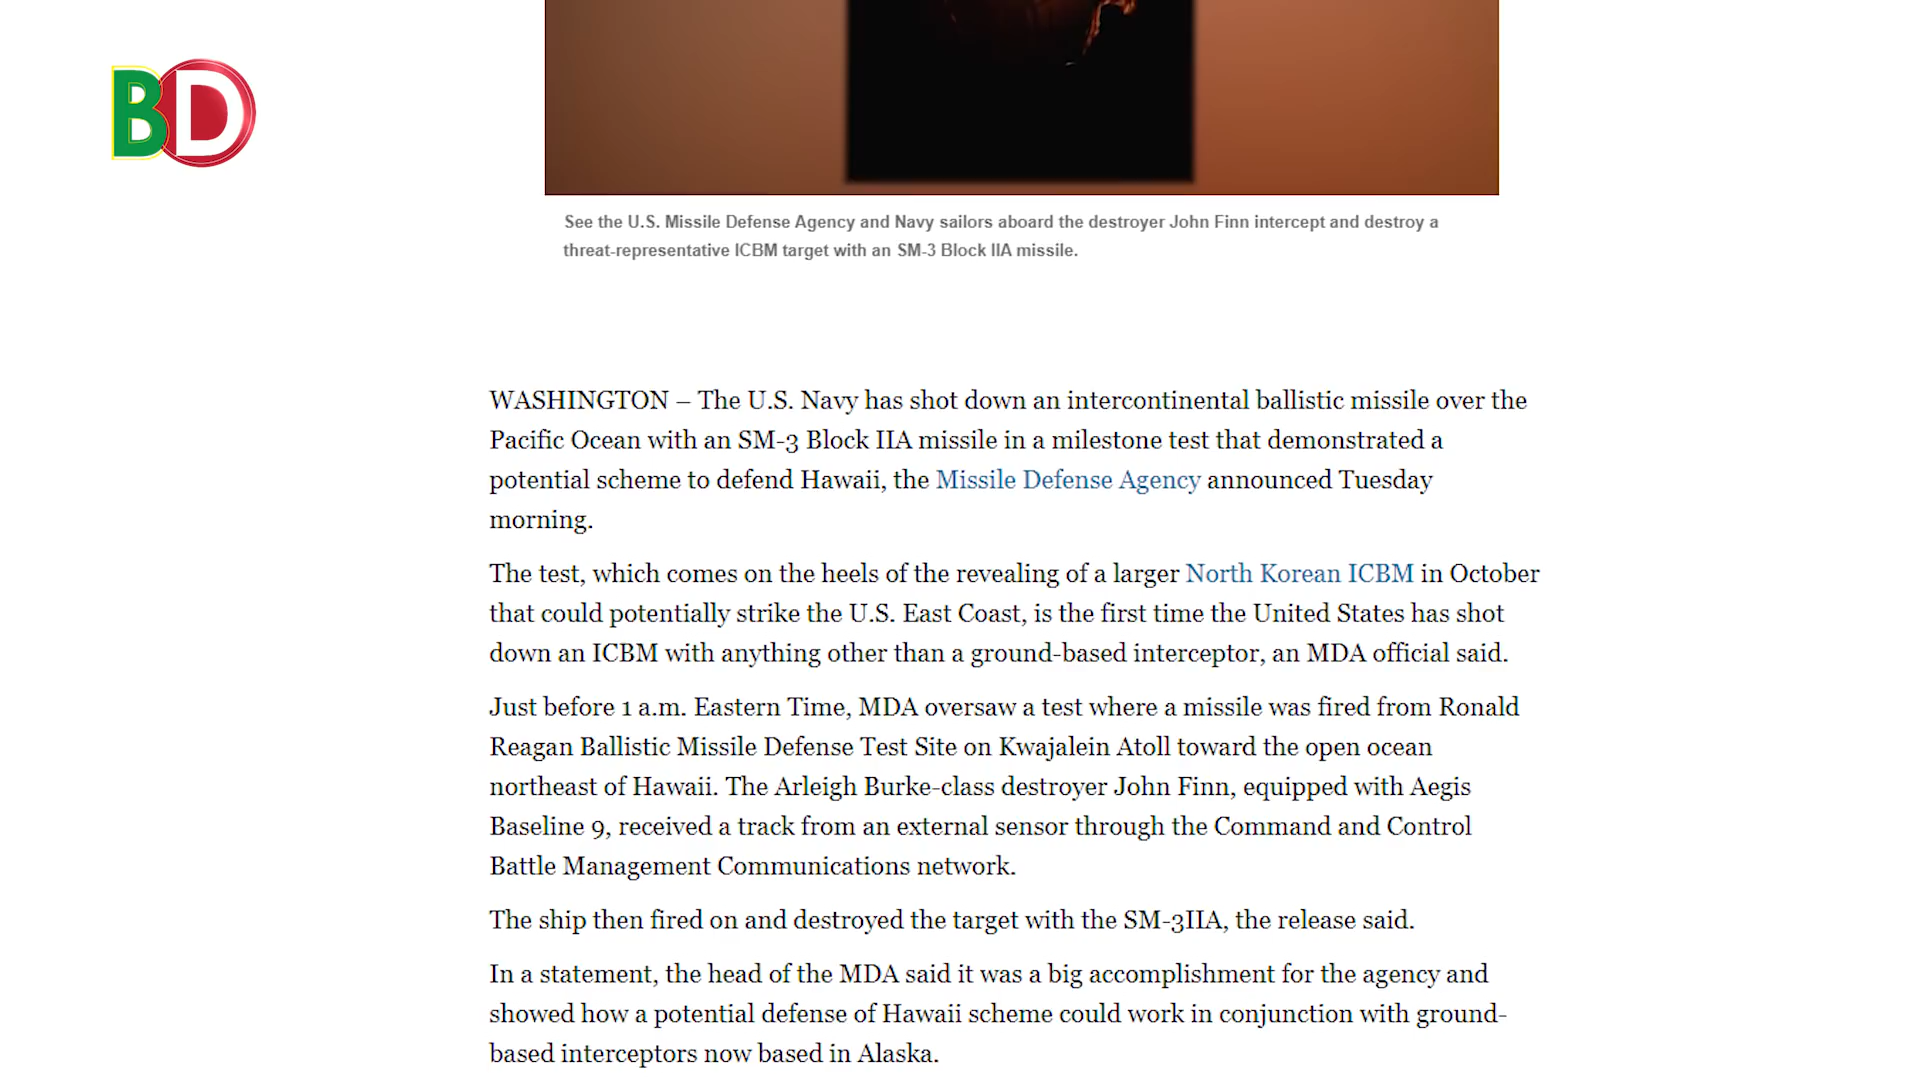 BD
See the U.S. Missile Defense Agency and Navy sailors aboard the destroyer John Finn intercept and destroy a
threat-representative ICBM target with an SM-3 Block IIA missile.
WASHINGTON – The U.S. Navy has shot down an intercontinental ballistic missile over the
Pacific Ocean with an SM-3 Block IIA missile in a milestone test that demonstrated a
potential scheme to defend Hawaii, the Missile Defense Agency announced Tuesday
morning.
The test, which comes on the heels of the revealing of a larger North Korean ICBM in October
that could potentially strike the U.S. East Coast, is the first time the United States has shot
down an ICBM with anything other than a ground-based interceptor, an MDA official said.
Just before 1 a.m. Eastern Time, MDA oversaw a test where a missile was fired from Ronald
Reagan Ballistic Missile Defense Test Site on Kwajalein Atoll toward the open ocean
northeast of Hawaii. The Arleigh Burke-class destroyer John Finn, equipped with Aegis
Baseline 9, received a track from an external sensor through the Command and Control
Battle Management Communications network.
The ship then fired on and destroyed the target with the SM-3IIA, the release said.
In a statement, the head of the MDA said it was a big accomplishment for the agency and
showed how a potential defense of Hawaii scheme could work in conjunction with ground-
based interceptors now based in Alaska.